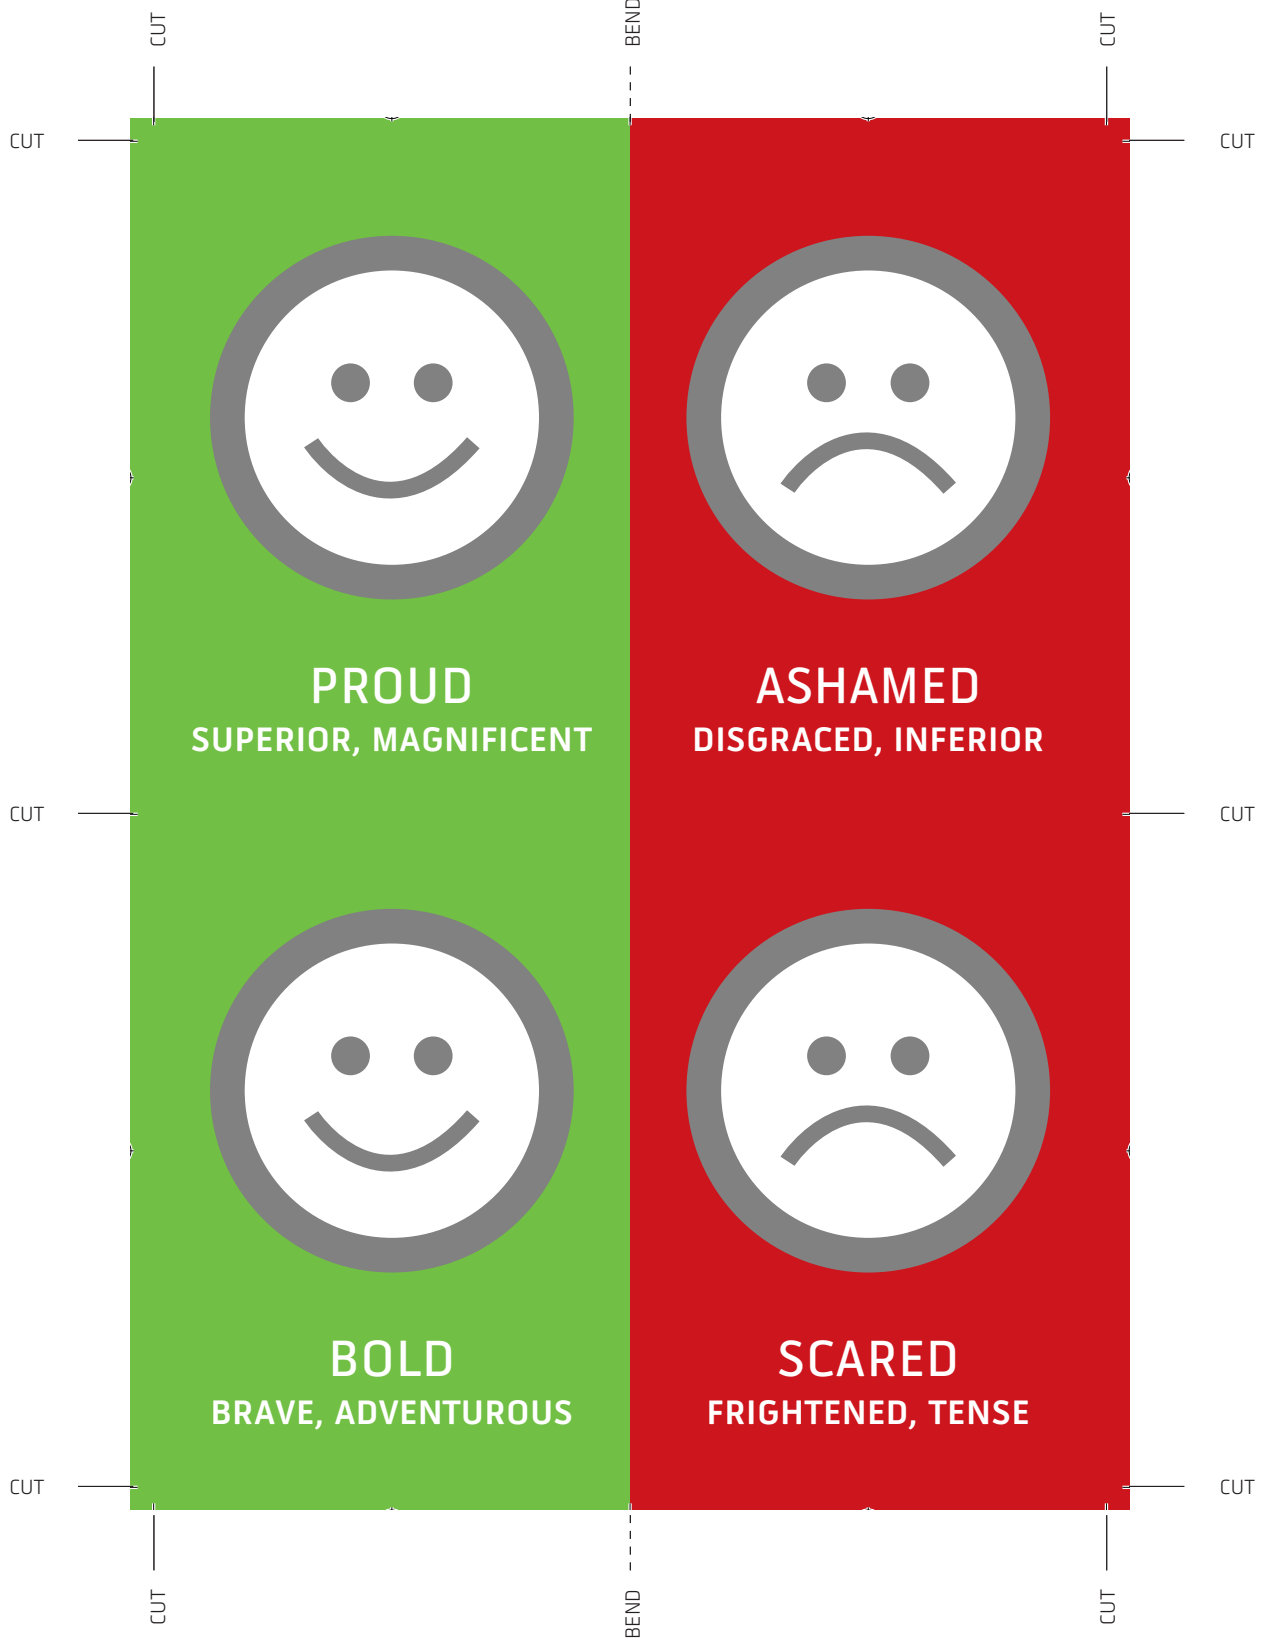 CUT
BEND
CUT
CUT
CUT
PROUD
SUPERIOR, MAGNIFICENT
ASHAMED
DISGRACED, INFERIOR
CUT
CUT
BOLD
BRAVE, ADVENTUROUS
SCARED
FRIGHTENED, TENSE
CUT
CUT
CUT
BEND
CUT